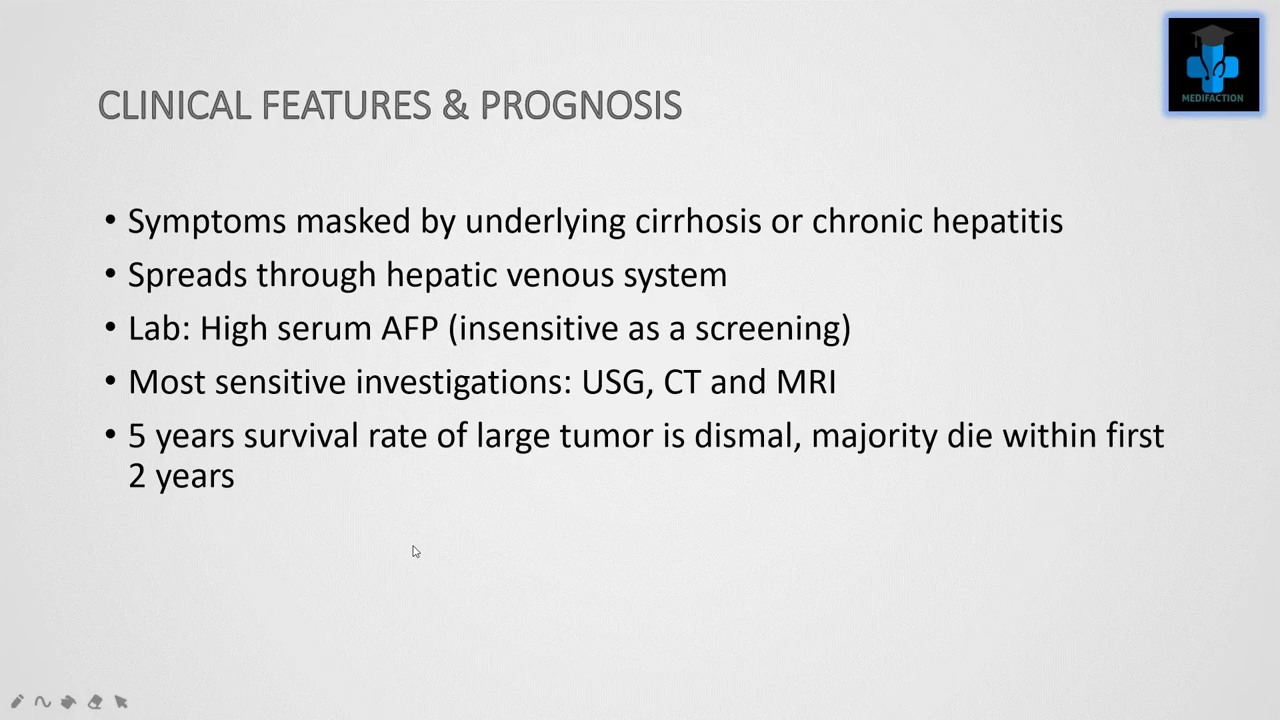 MEDIFACTION
CLINICAL FEATURES & PROGNOSIS
• Symptoms masked by underlying cirrhosis or chronic hepatitis
• Spreads through hepatic venous system
• Lab: High serum AFP (insensitive as a screening)
• Most sensitive investigations: USG, CT and MRI
• 5 years survival rate of large tumor is dismal, majority die within first
2 years